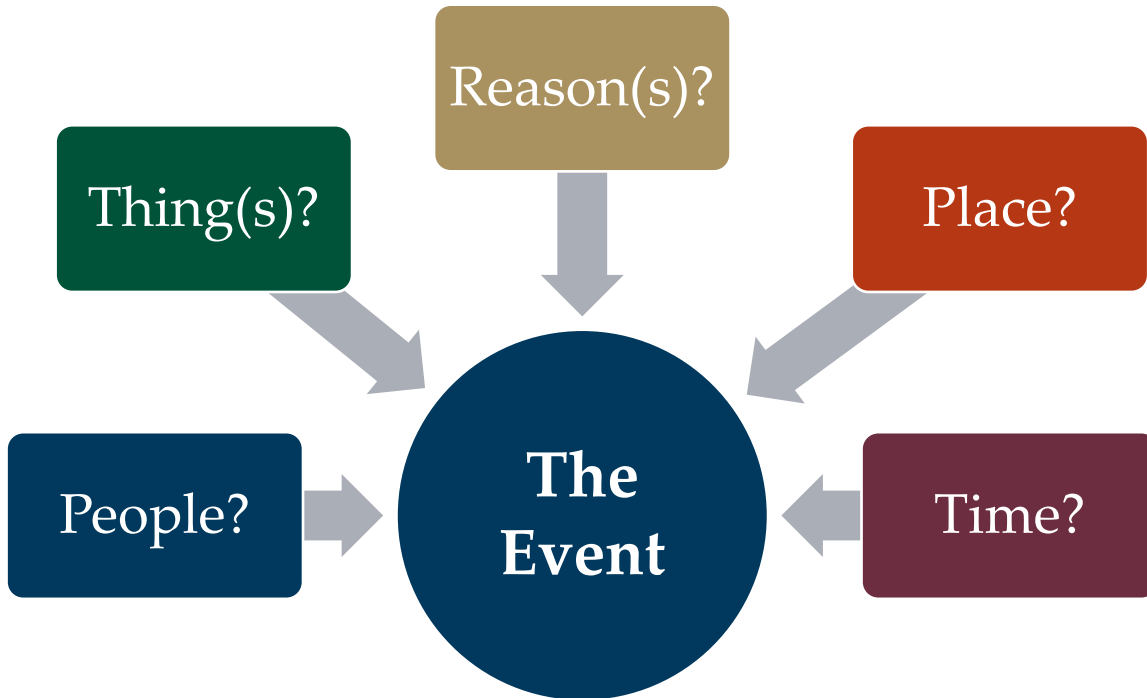 Reason(s)?
Thing(s)?
Place?
People?
The
Event
Time?